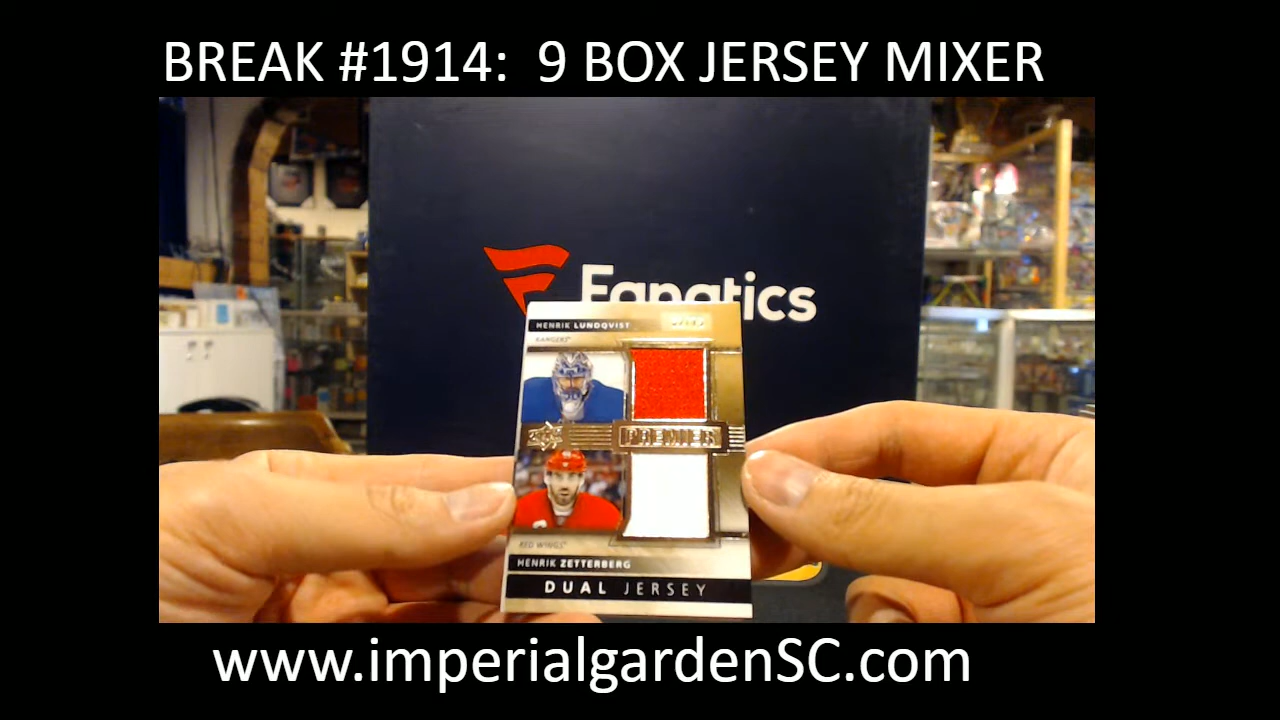 BREAK #1914:  9 BOX JERSEY MIXER
Fanatics
HENRIK LUNDQVIST
RANGERS
PREMIER
RED WINGS
HENRIK ZETTERBERG
DUAL JERSEY
www.imperialgardenSC.com